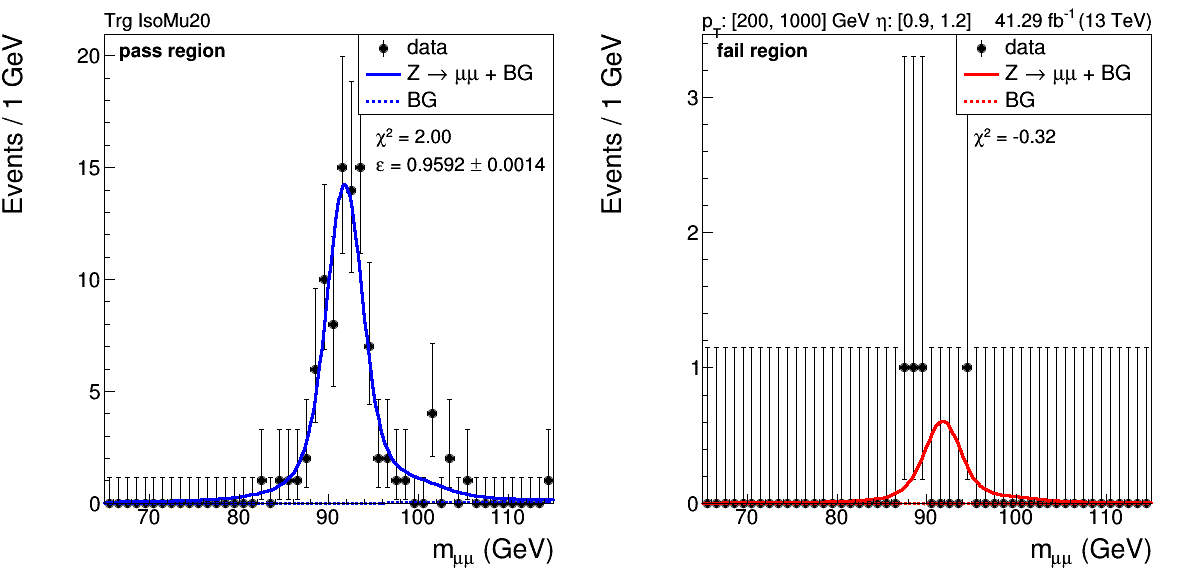 Trg IsoMu20
pass region
data
Z → μμ + BG
BG
χ² = 2.00
ε = 0.9592 ± 0.0014
Events / 1 GeV
20
15
10
5
0
70 80 90 100 110
mμμ (GeV)
pT: [200, 1000] GeV η: [0.9, 1.2] 41.29 fb⁻¹ (13 TeV)
fail region
data
Z → μμ + BG
BG
χ² = -0.32
Events / 1 GeV
3
2
1
0
70 80 90 100 110
mμμ (GeV)